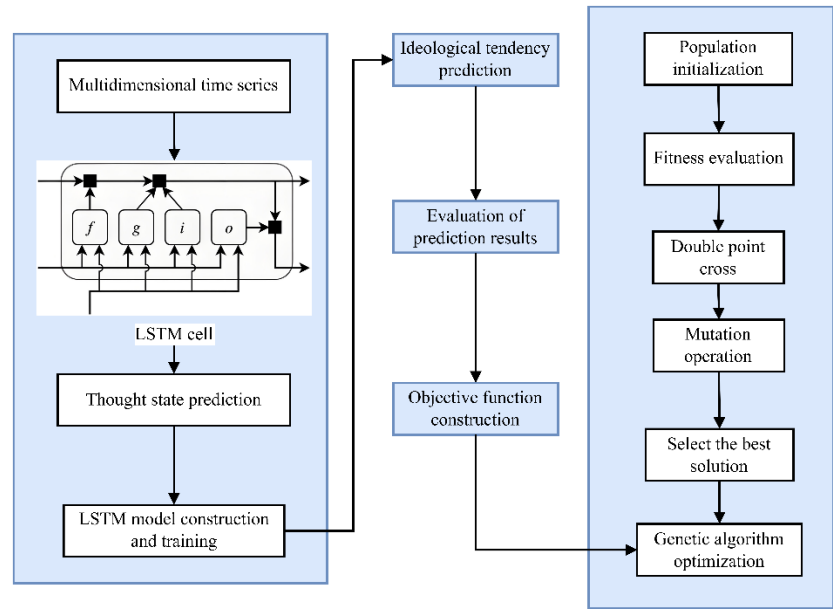 Multidimensional time series
f
g
i
o
LSTM cell
Thought state prediction
LSTM model construction
and training
Ideological tendency
prediction
Evaluation of
prediction results
Objective function
construction
Population
initialization
Fitness evaluation
Double point
cross
Mutation
operation
Select the best
solution
Genetic algorithm
optimization